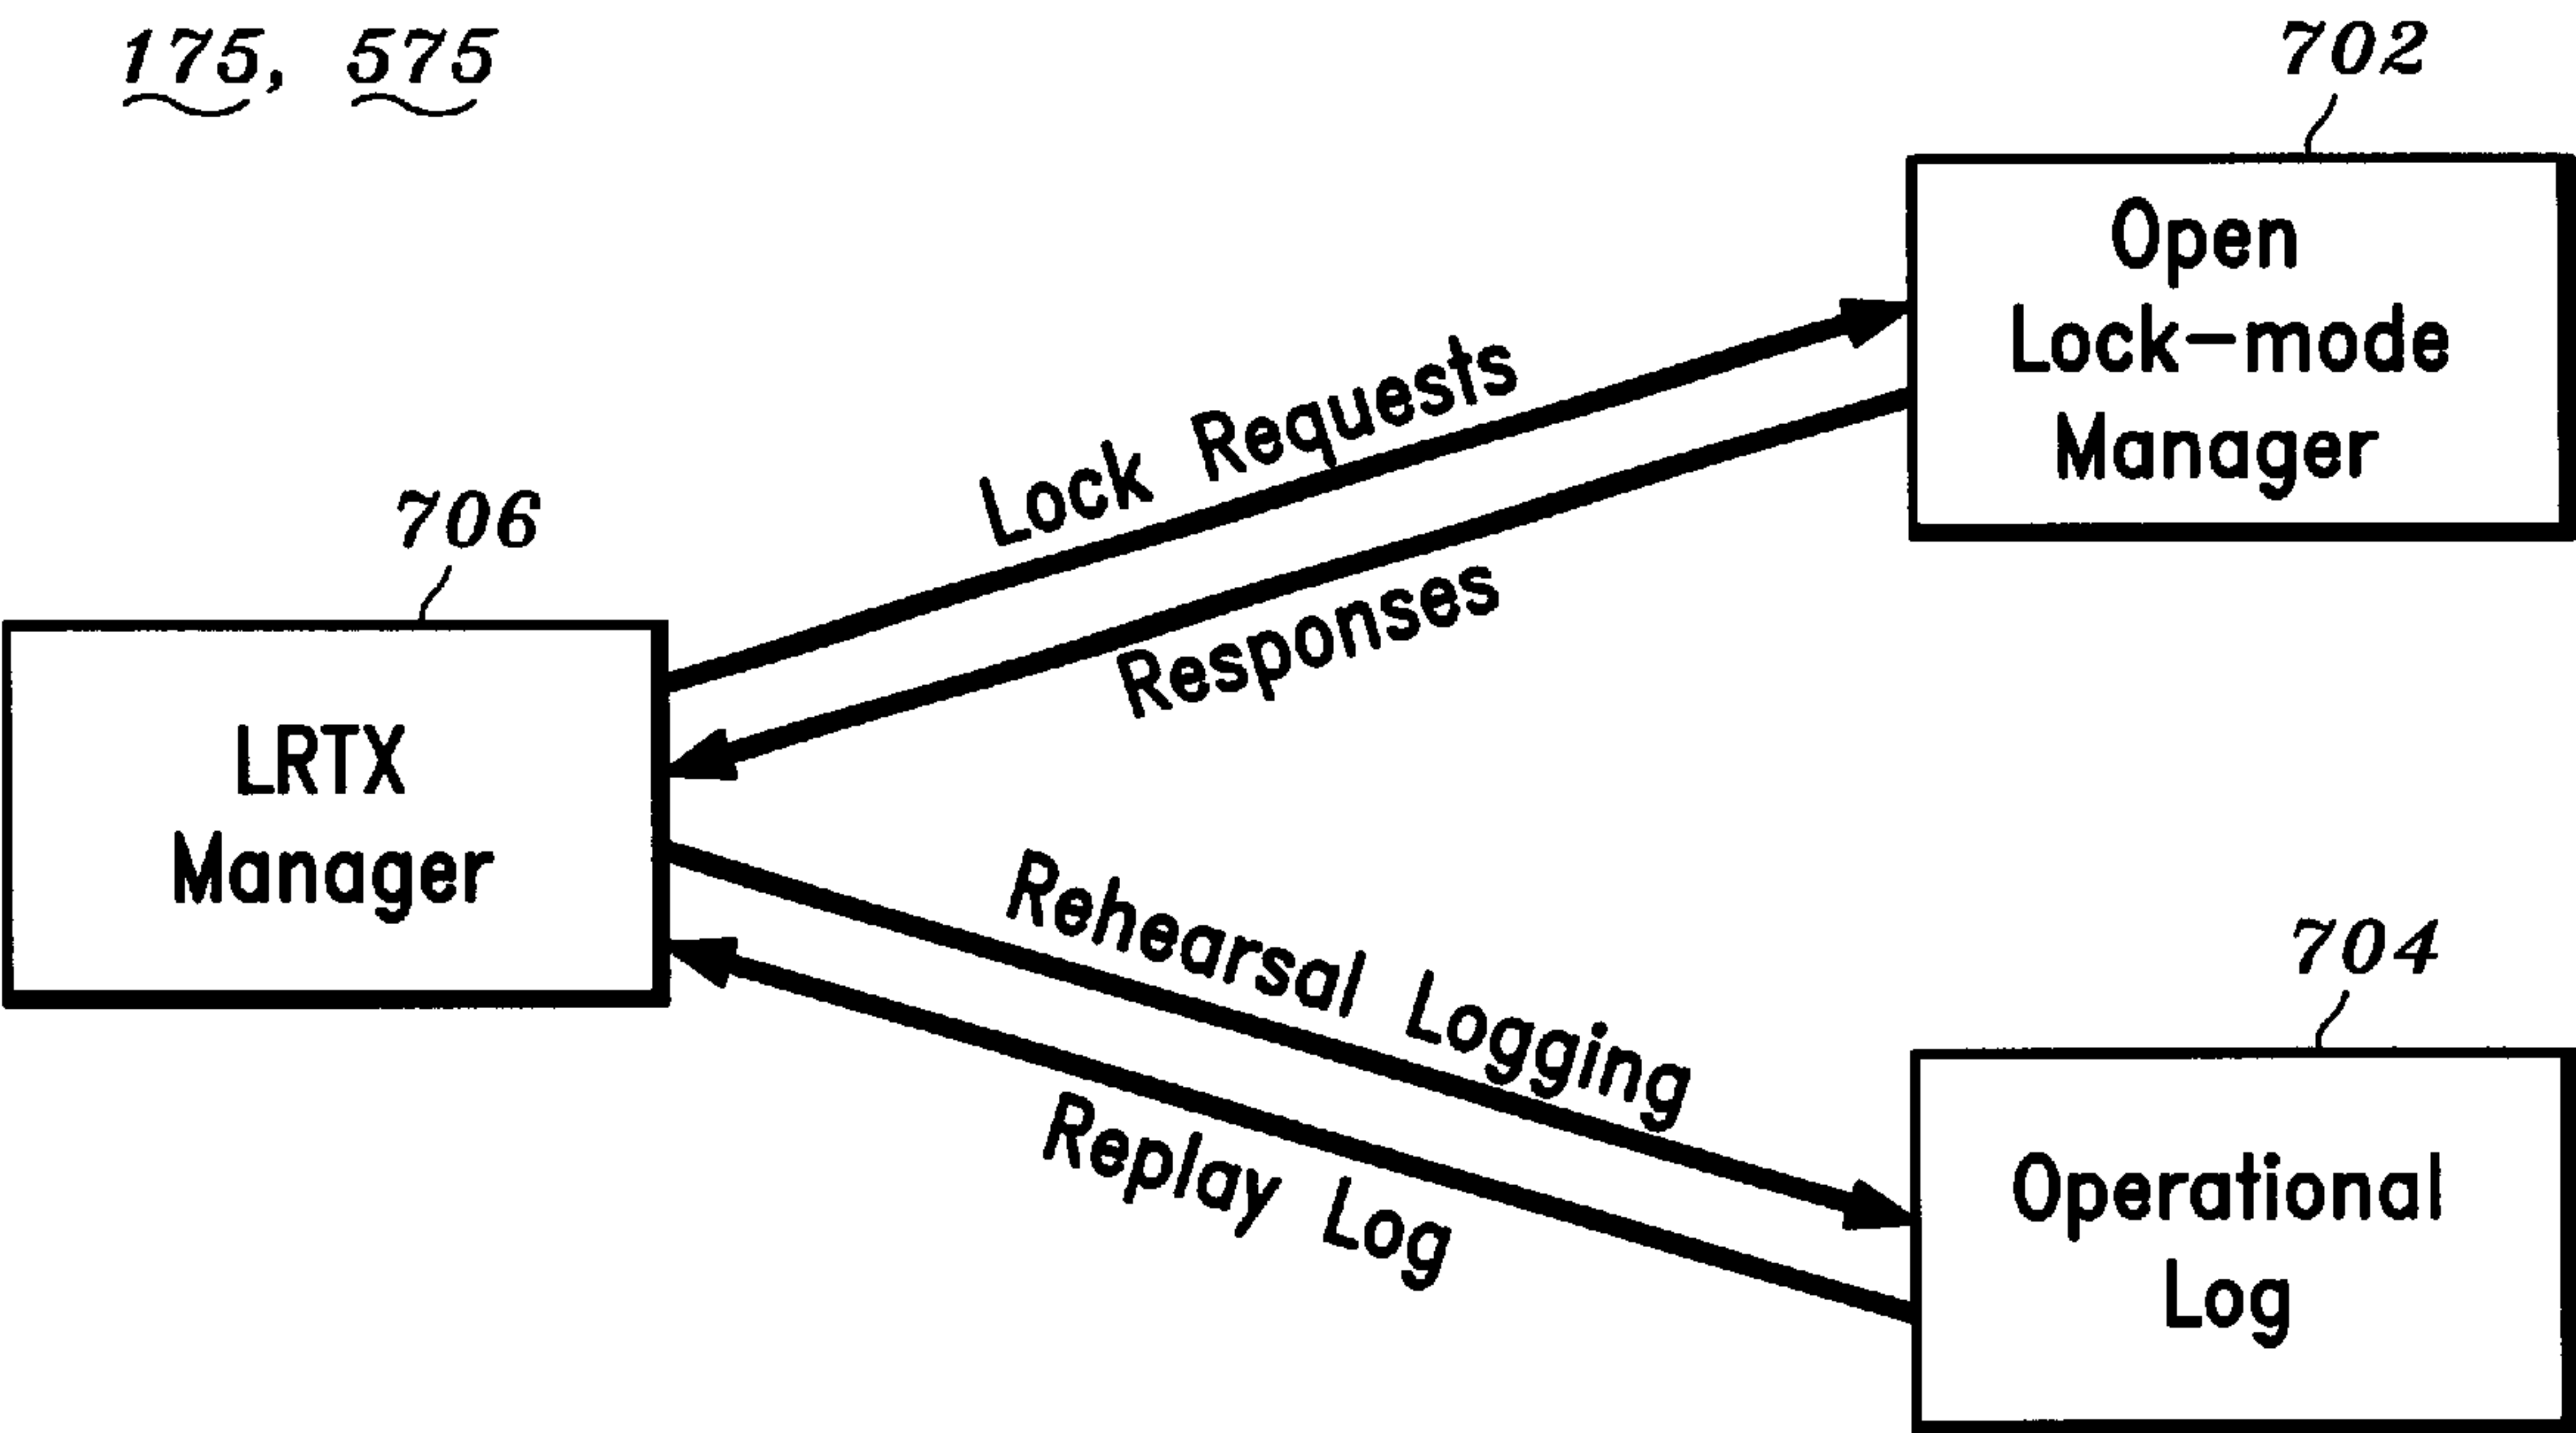 175, 575
702
Open
Lock-mode
Manager
Lock Requests
Responses
706
LRTX
Manager
Rehearsal Logging
Replay Log
704
Operational
Log